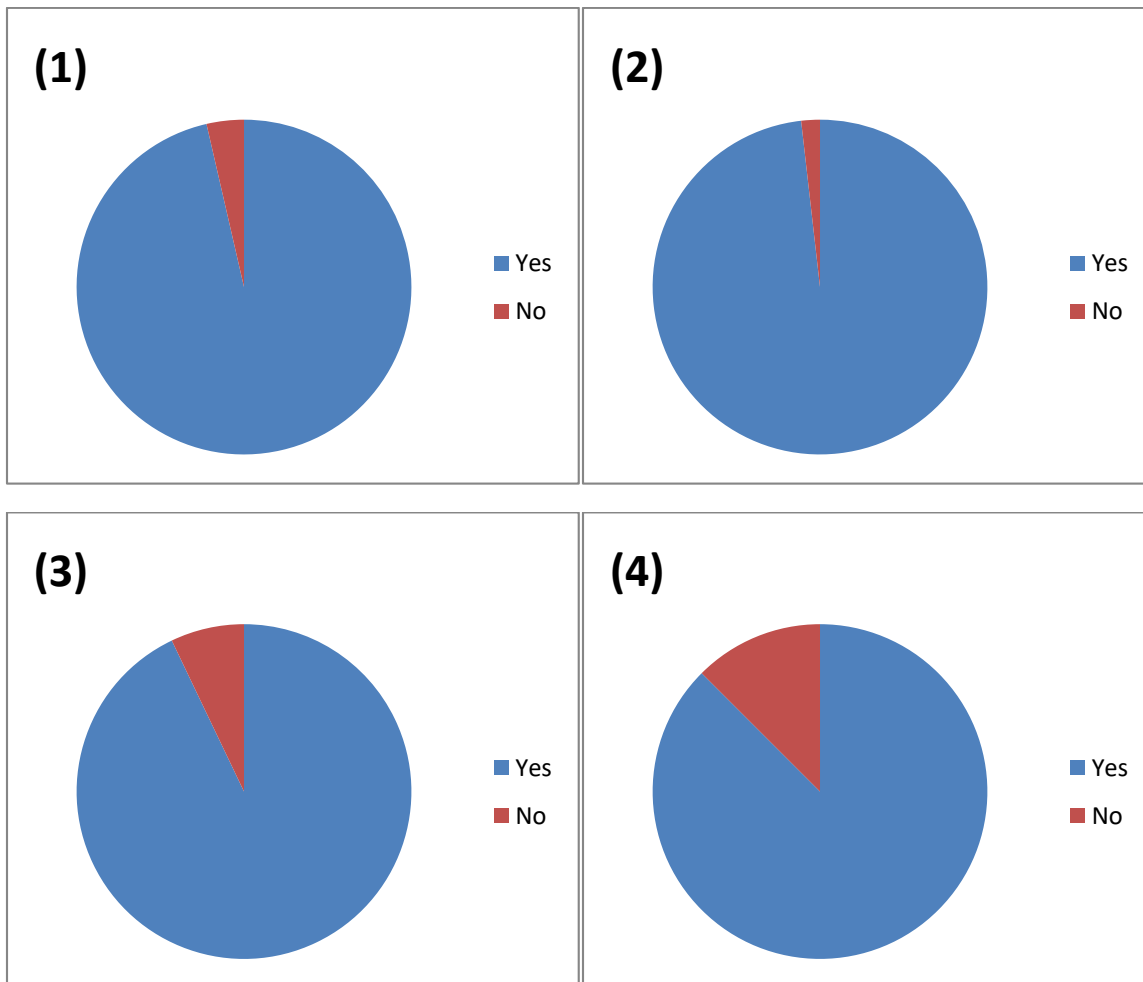 (1)
Yes
No
(2)
Yes
No
(3)
Yes
No
(4)
Yes
No